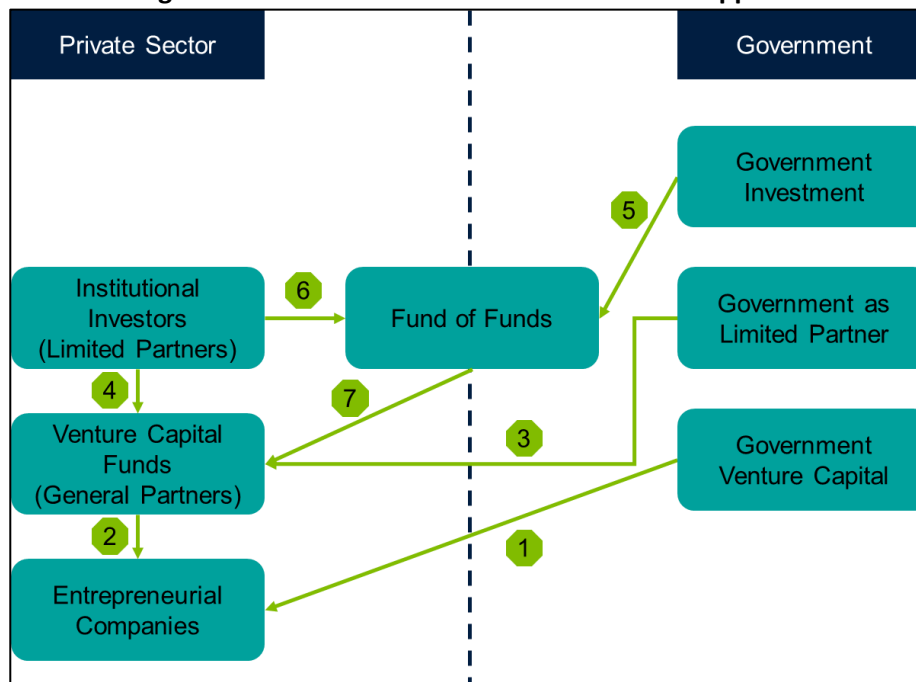 Private Sector
Government
Government
Investment
5
Institutional
Investors
(Limited Partners)
6
Fund of Funds
Government as
Limited Partner
4
7
Venture Capital
Funds
(General Partners)
3
Government
Venture Capital
2
1
Entrepreneurial
Companies